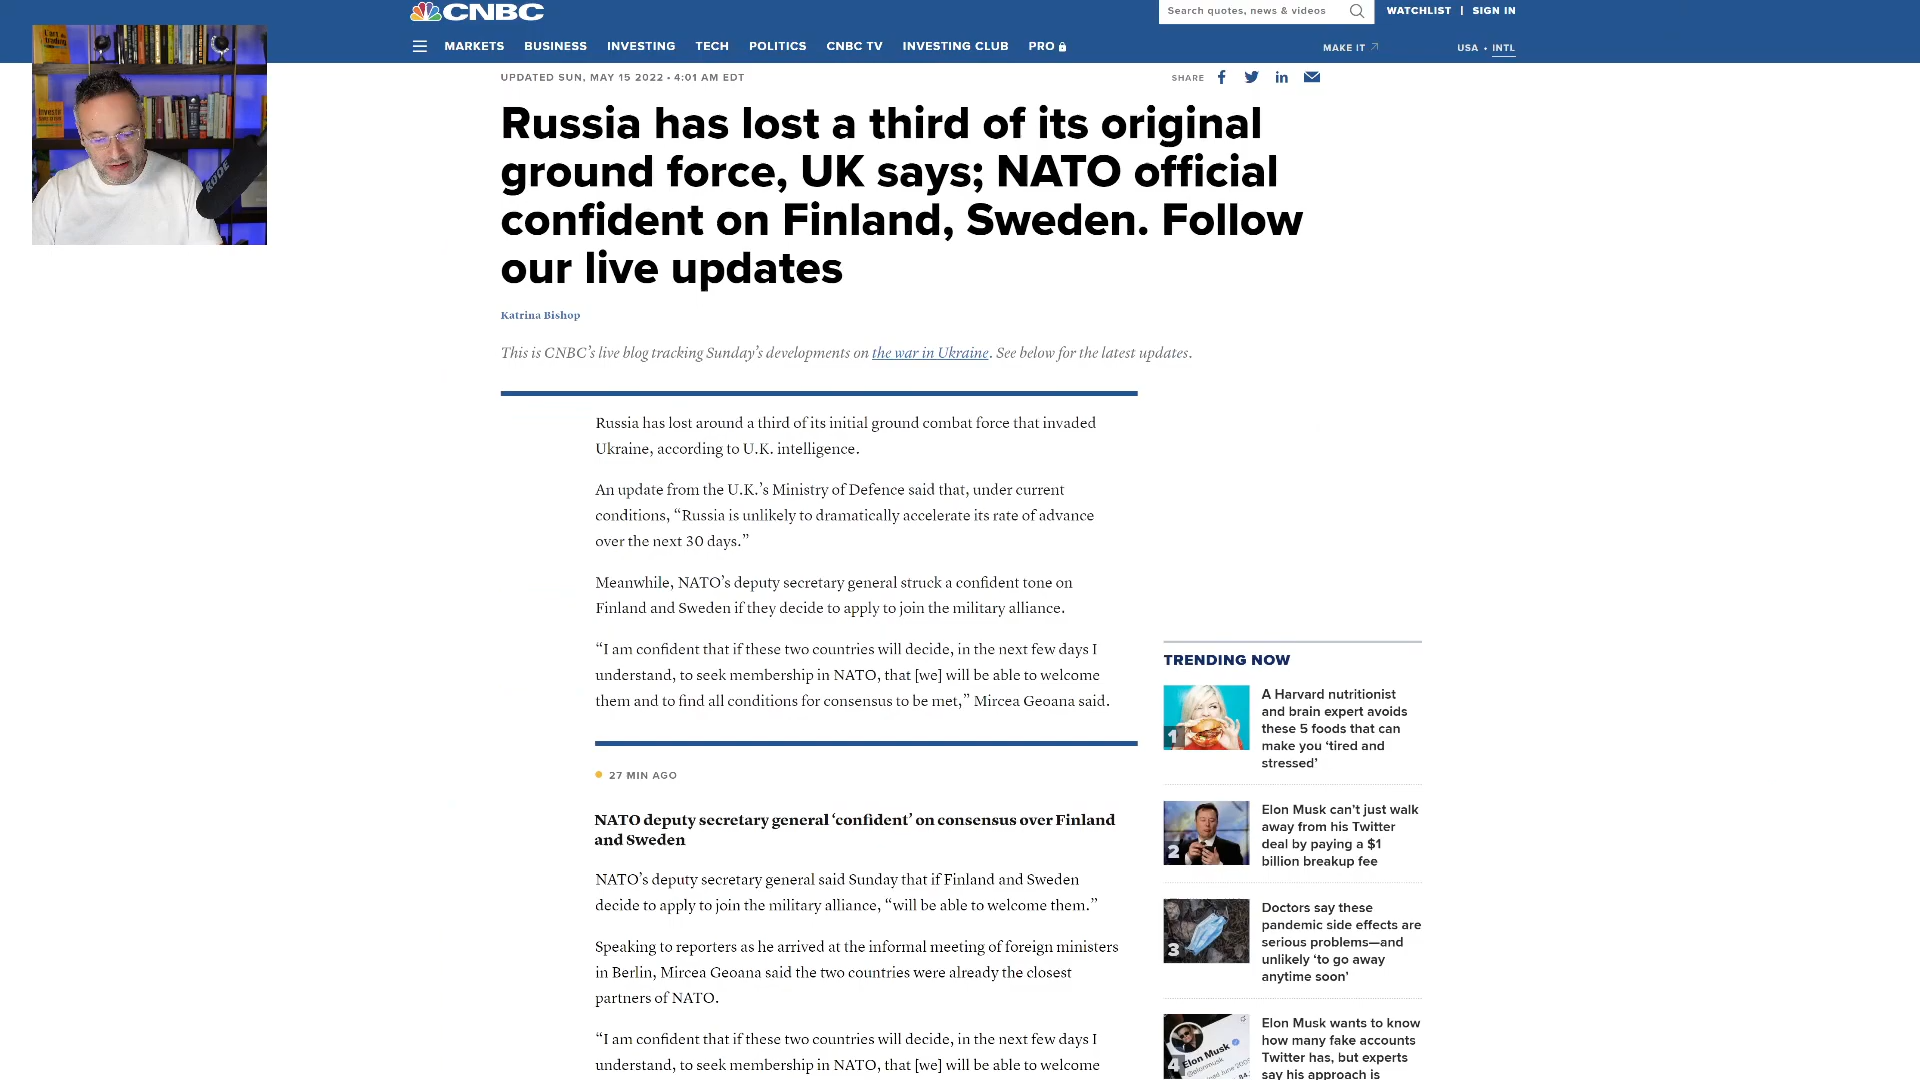 CNBC
Search quotes, news & videos
WATCHLIST | SIGN IN
MARKETS BUSINESS INVESTING TECH POLITICS CNBC TV INVESTING CLUB PRO
MAKE IT
USA • INTL
UPDATED SUN, MAY 15 2022 • 4:01 AM EDT
SHARE
Russia has lost a third of its original
ground force, UK says; NATO official
confident on Finland, Sweden. Follow
our live updates
Katrina Bishop
This is CNBC’s live blog tracking Sunday’s developments on the war in Ukraine. See below for the latest updates.
Russia has lost around a third of its initial ground combat force that invaded
Ukraine, according to U.K. intelligence.
An update from the U.K.’s Ministry of Defence said that, under current
conditions, “Russia is unlikely to dramatically accelerate its rate of advance
over the next 30 days.”
Meanwhile, NATO’s deputy secretary general struck a confident tone on
Finland and Sweden if they decide to apply to join the military alliance.
“I am confident that if these two countries will decide, in the next few days I
understand, to seek membership in NATO, that [we] will be able to welcome
them and to find all conditions for consensus to be met,” Mircea Geoana said.
27 MIN AGO
NATO deputy secretary general ‘confident’ on consensus over Finland
and Sweden
NATO’s deputy secretary general said Sunday that if Finland and Sweden
decide to apply to join the military alliance, “will be able to welcome them.”
Speaking to reporters as he arrived at the informal meeting of foreign ministers
in Berlin, Mircea Geoana said the two countries were already the closest
partners of NATO.
“I am confident that if these two countries will decide, in the next few days I
understand, to seek membership in NATO, that [we] will be able to welcome
TRENDING NOW
1
A Harvard nutritionist
and brain expert avoids
these 5 foods that can
make you ‘tired and
stressed’
2
Elon Musk can’t just walk
away from his Twitter
deal by paying a $1
billion breakup fee
3
Doctors say these
pandemic side effects are
serious problems—and
unlikely ‘to go away
anytime soon’
4
Elon Musk
@elonmusk
Elon Musk wants to know
how many fake accounts
Twitter has, but experts
say his approach is
RODE